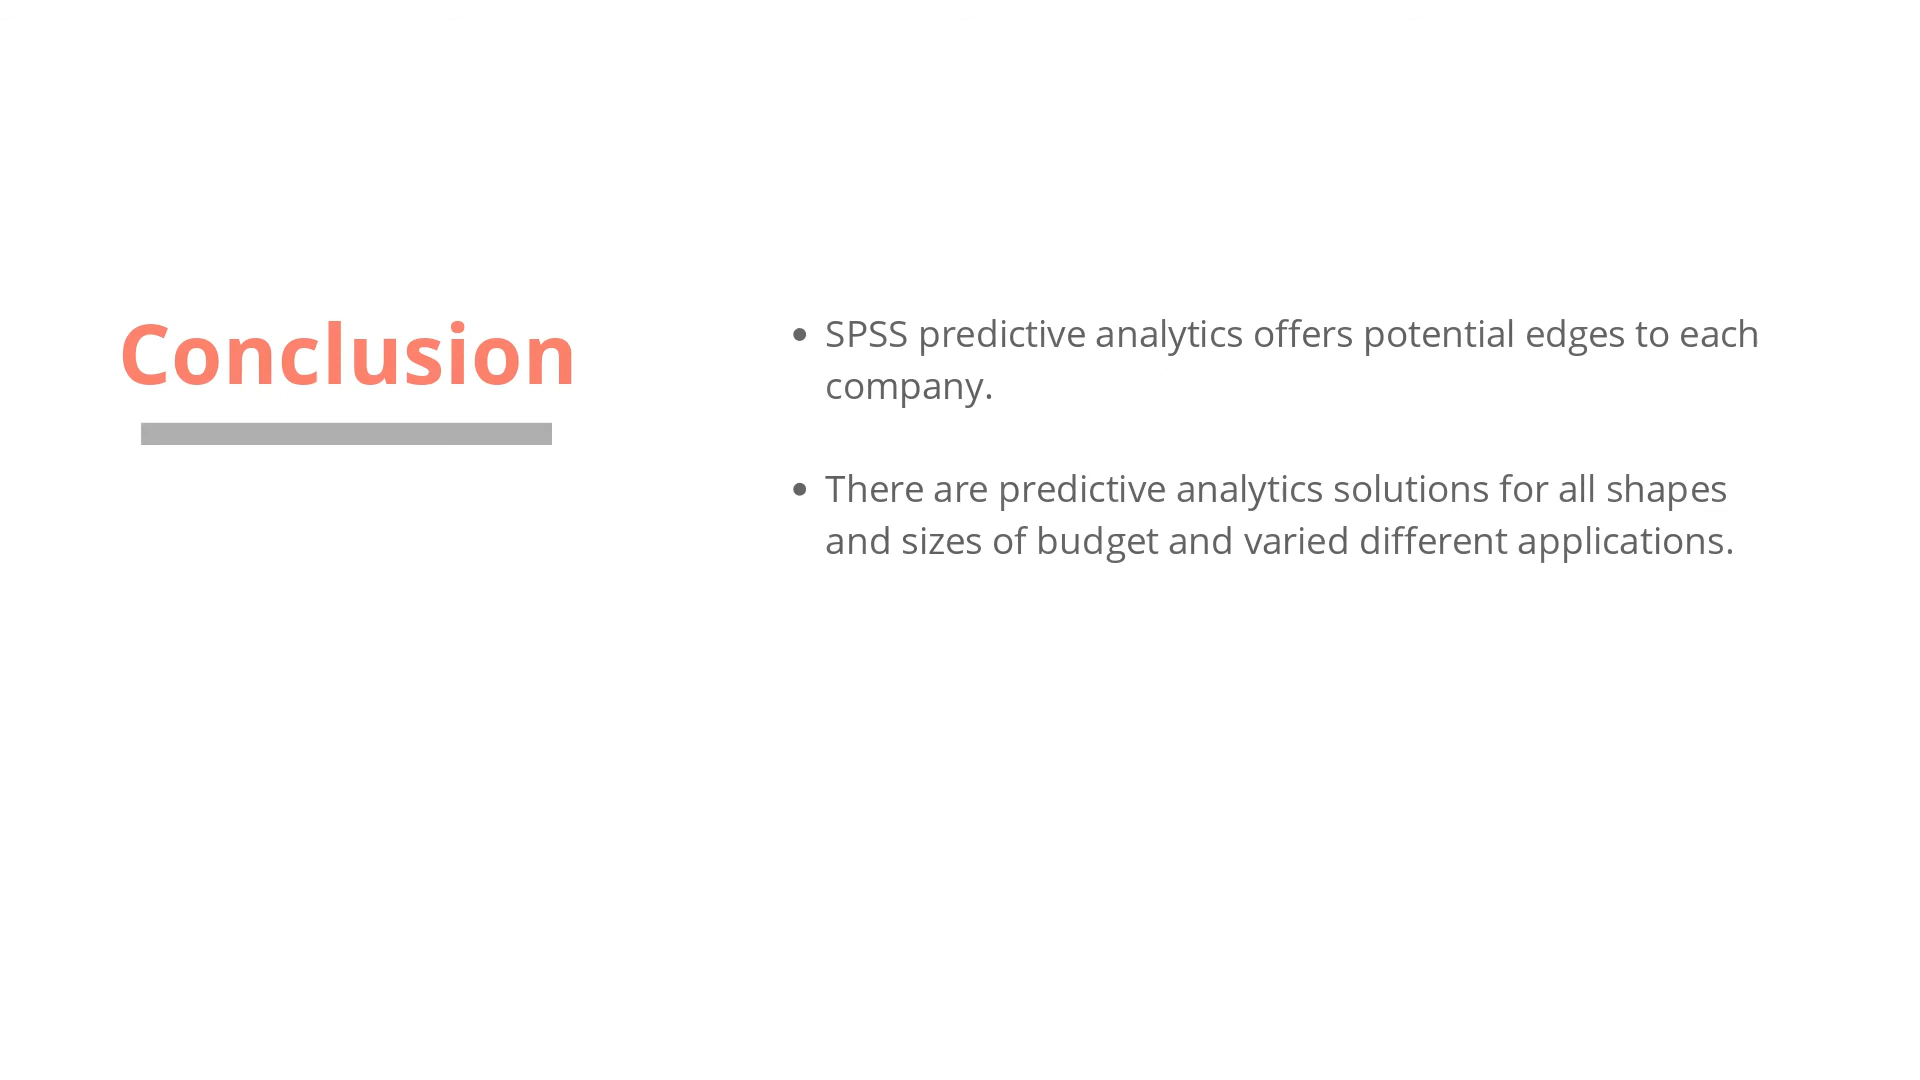 Conclusion
• SPSS predictive analytics offers potential edges to each
company.
• There are predictive analytics solutions for all shapes
and sizes of budget and varied different applications.